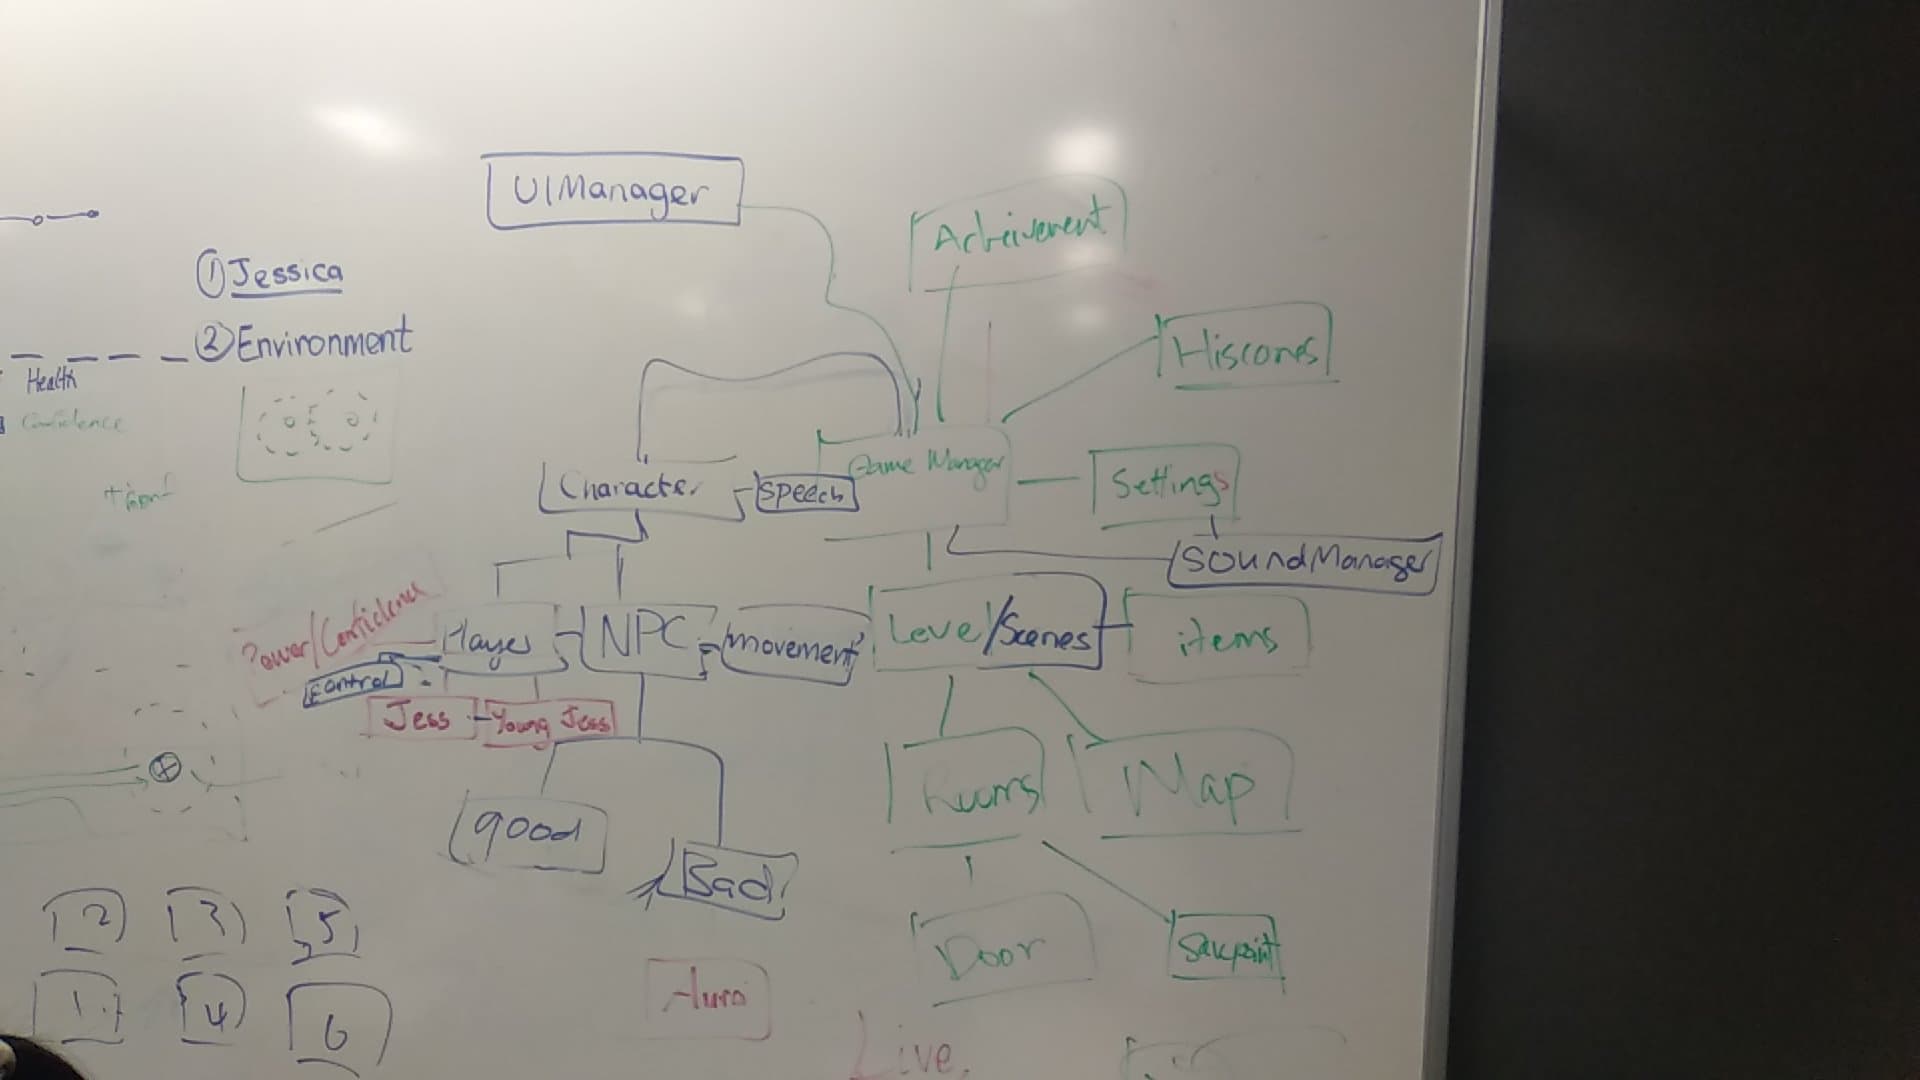 UIManager
Acheivement
① Jessica
② Environment
Hiscores
Health
Confidence
Game Manager
Character
Speech
Settings
SoundManager
Power/Confidence
Player
NPC
movement
Level/Scenes
items
control
Jess
Young Jess
Rooms
Map
good
Bad
2 3 5
Door
Savepoint
1 4 6
Live,